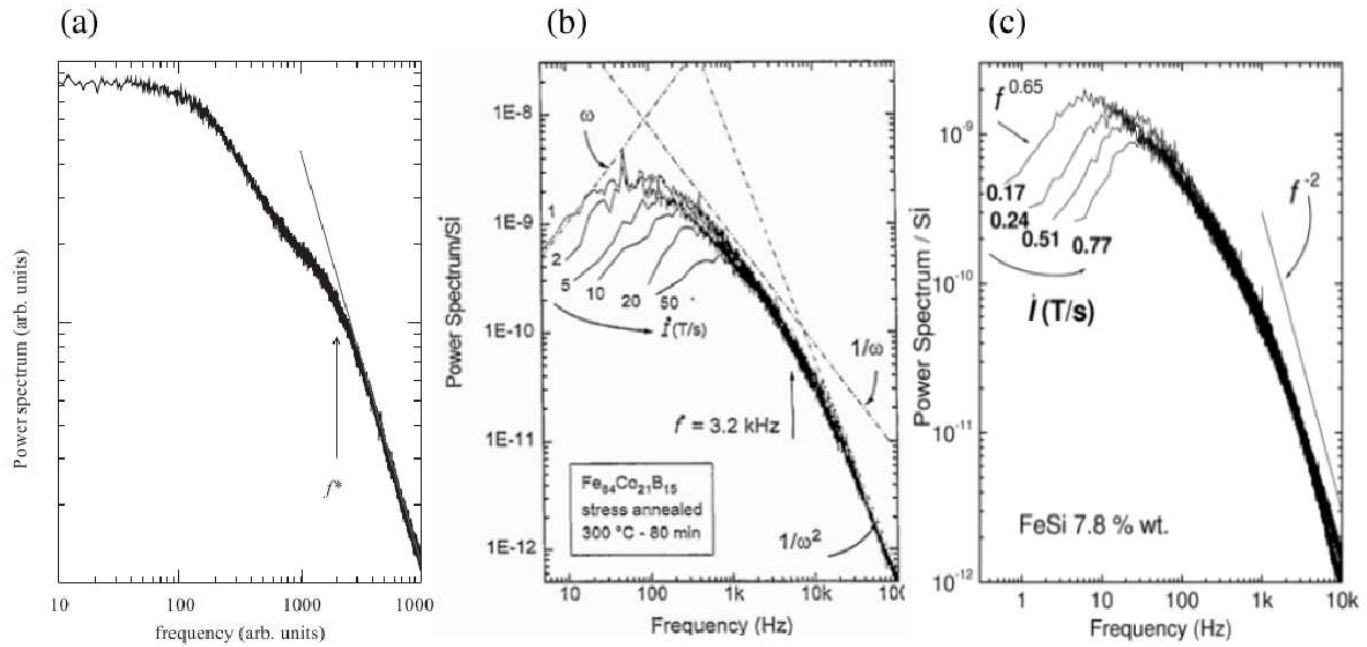 (a)
Power spectrum (arb. units)
f*
10
100
1000
1000
frequency (arb. units)
(b)
Power Spectrum/Si
1E-8
1E-9
1E-10
1E-11
1E-12
ω
1
2
5
10
20
50
İ (T/s)
1/ω
f = 3.2 kHz
Fe₆₄Co₂₁B₁₅
stress annealed
300 °C - 80 min
1/ω²
10
100
1k
10k
100k
Frequency (Hz)
(c)
Power Spectrum / Si
10⁻⁹
10⁻¹⁰
10⁻¹¹
10⁻¹²
f 0.65
0.17
0.24
0.51
0.77
İ (T/s)
f -2
FeSi 7.8 % wt.
1
10
100
1k
10k
Frequency (Hz)